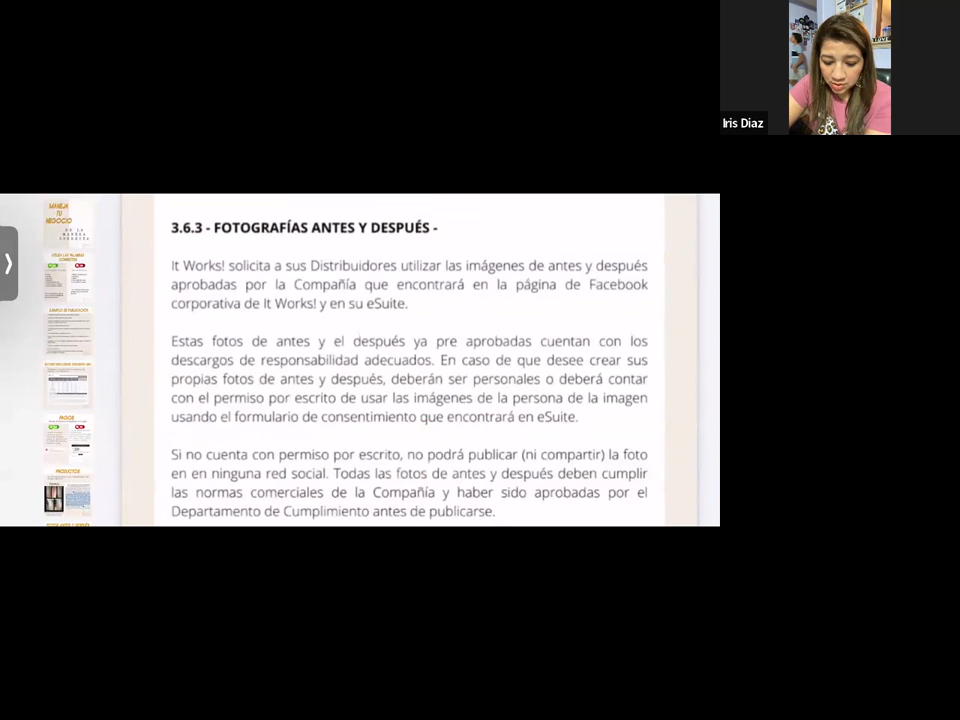 Iris Diaz
MANEJA
TU
NEGOCIO
3.6.3 - FOTOGRAFÍAS ANTES Y DESPUÉS -
It Works! solicita a sus Distribuidores utilizar las imágenes de antes y después
aprobadas por la Compañía que encontrará en la página de Facebook
corporativa de It Works! y en su eSuite.
Estas fotos de antes y el después ya pre aprobadas cuentan con los
descargos de responsabilidad adecuados. En caso de que desee crear sus
propias fotos de antes y después, deberán ser personales o deberá contar
con el permiso por escrito de usar las imágenes de la persona de la imagen
usando el formulario de consentimiento que encontrará en eSuite.
Si no cuenta con permiso por escrito, no podrá publicar (ni compartir) la foto
en en ninguna red social. Todas las fotos de antes y después deben cumplir
las normas comerciales de la Compañía y haber sido aprobadas por el
Departamento de Cumplimiento antes de publicarse.
PRODUCTOS